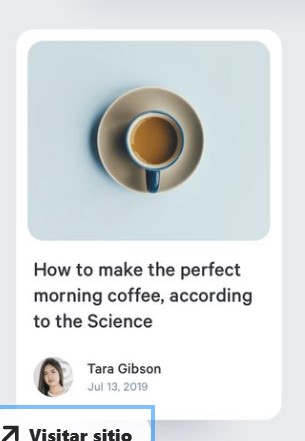 How to make the perfect
morning coffee, according
to the Science
Tara Gibson
Jul 13, 2019
Visitar sitio